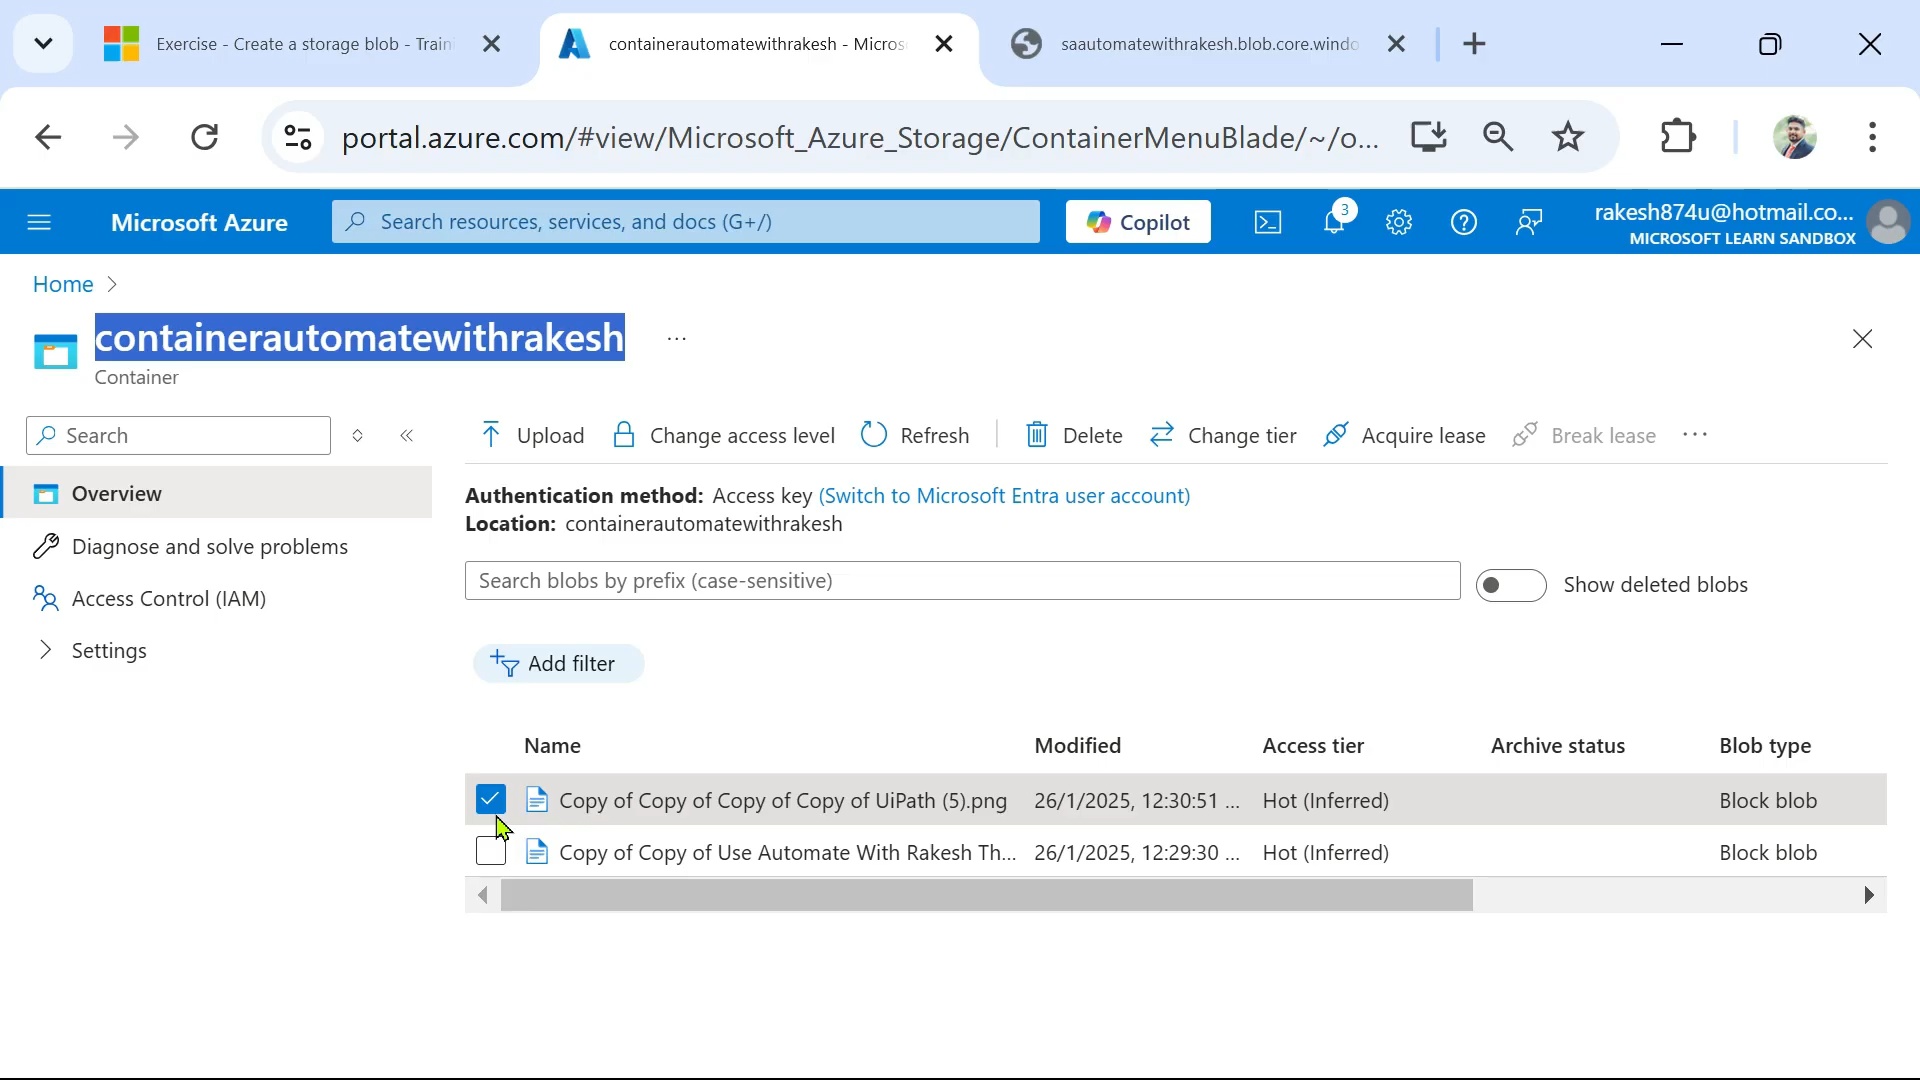 Exercise - Create a storage blob - Traini
containerautomatewithrakesh - Micros
saautomatewithrakesh.blob.core.windo
portal.azure.com/#view/Microsoft_Azure_Storage/ContainerMenuBlade/~/o...
Microsoft Azure
Search resources, services, and docs (G+/)
Copilot
3
rakesh874u@hotmail.co...
MICROSOFT LEARN SANDBOX
Home
containerautomatewithrakesh
...
Container
Search
Upload
Change access level
Refresh
Delete
Change tier
Acquire lease
Break lease
...
Overview
Diagnose and solve problems
Access Control (IAM)
Settings
Authentication method: Access key (Switch to Microsoft Entra user account)
Location: containerautomatewithrakesh
Search blobs by prefix (case-sensitive)
Show deleted blobs
Add filter
Name Modified Access tier Archive status Blob type
Copy of Copy of Copy of Copy of UiPath (5).png 26/1/2025, 12:30:51 ... Hot (Inferred) Block blob
Copy of Copy of Use Automate With Rakesh Th... 26/1/2025, 12:29:30 ... Hot (Inferred) Block blob